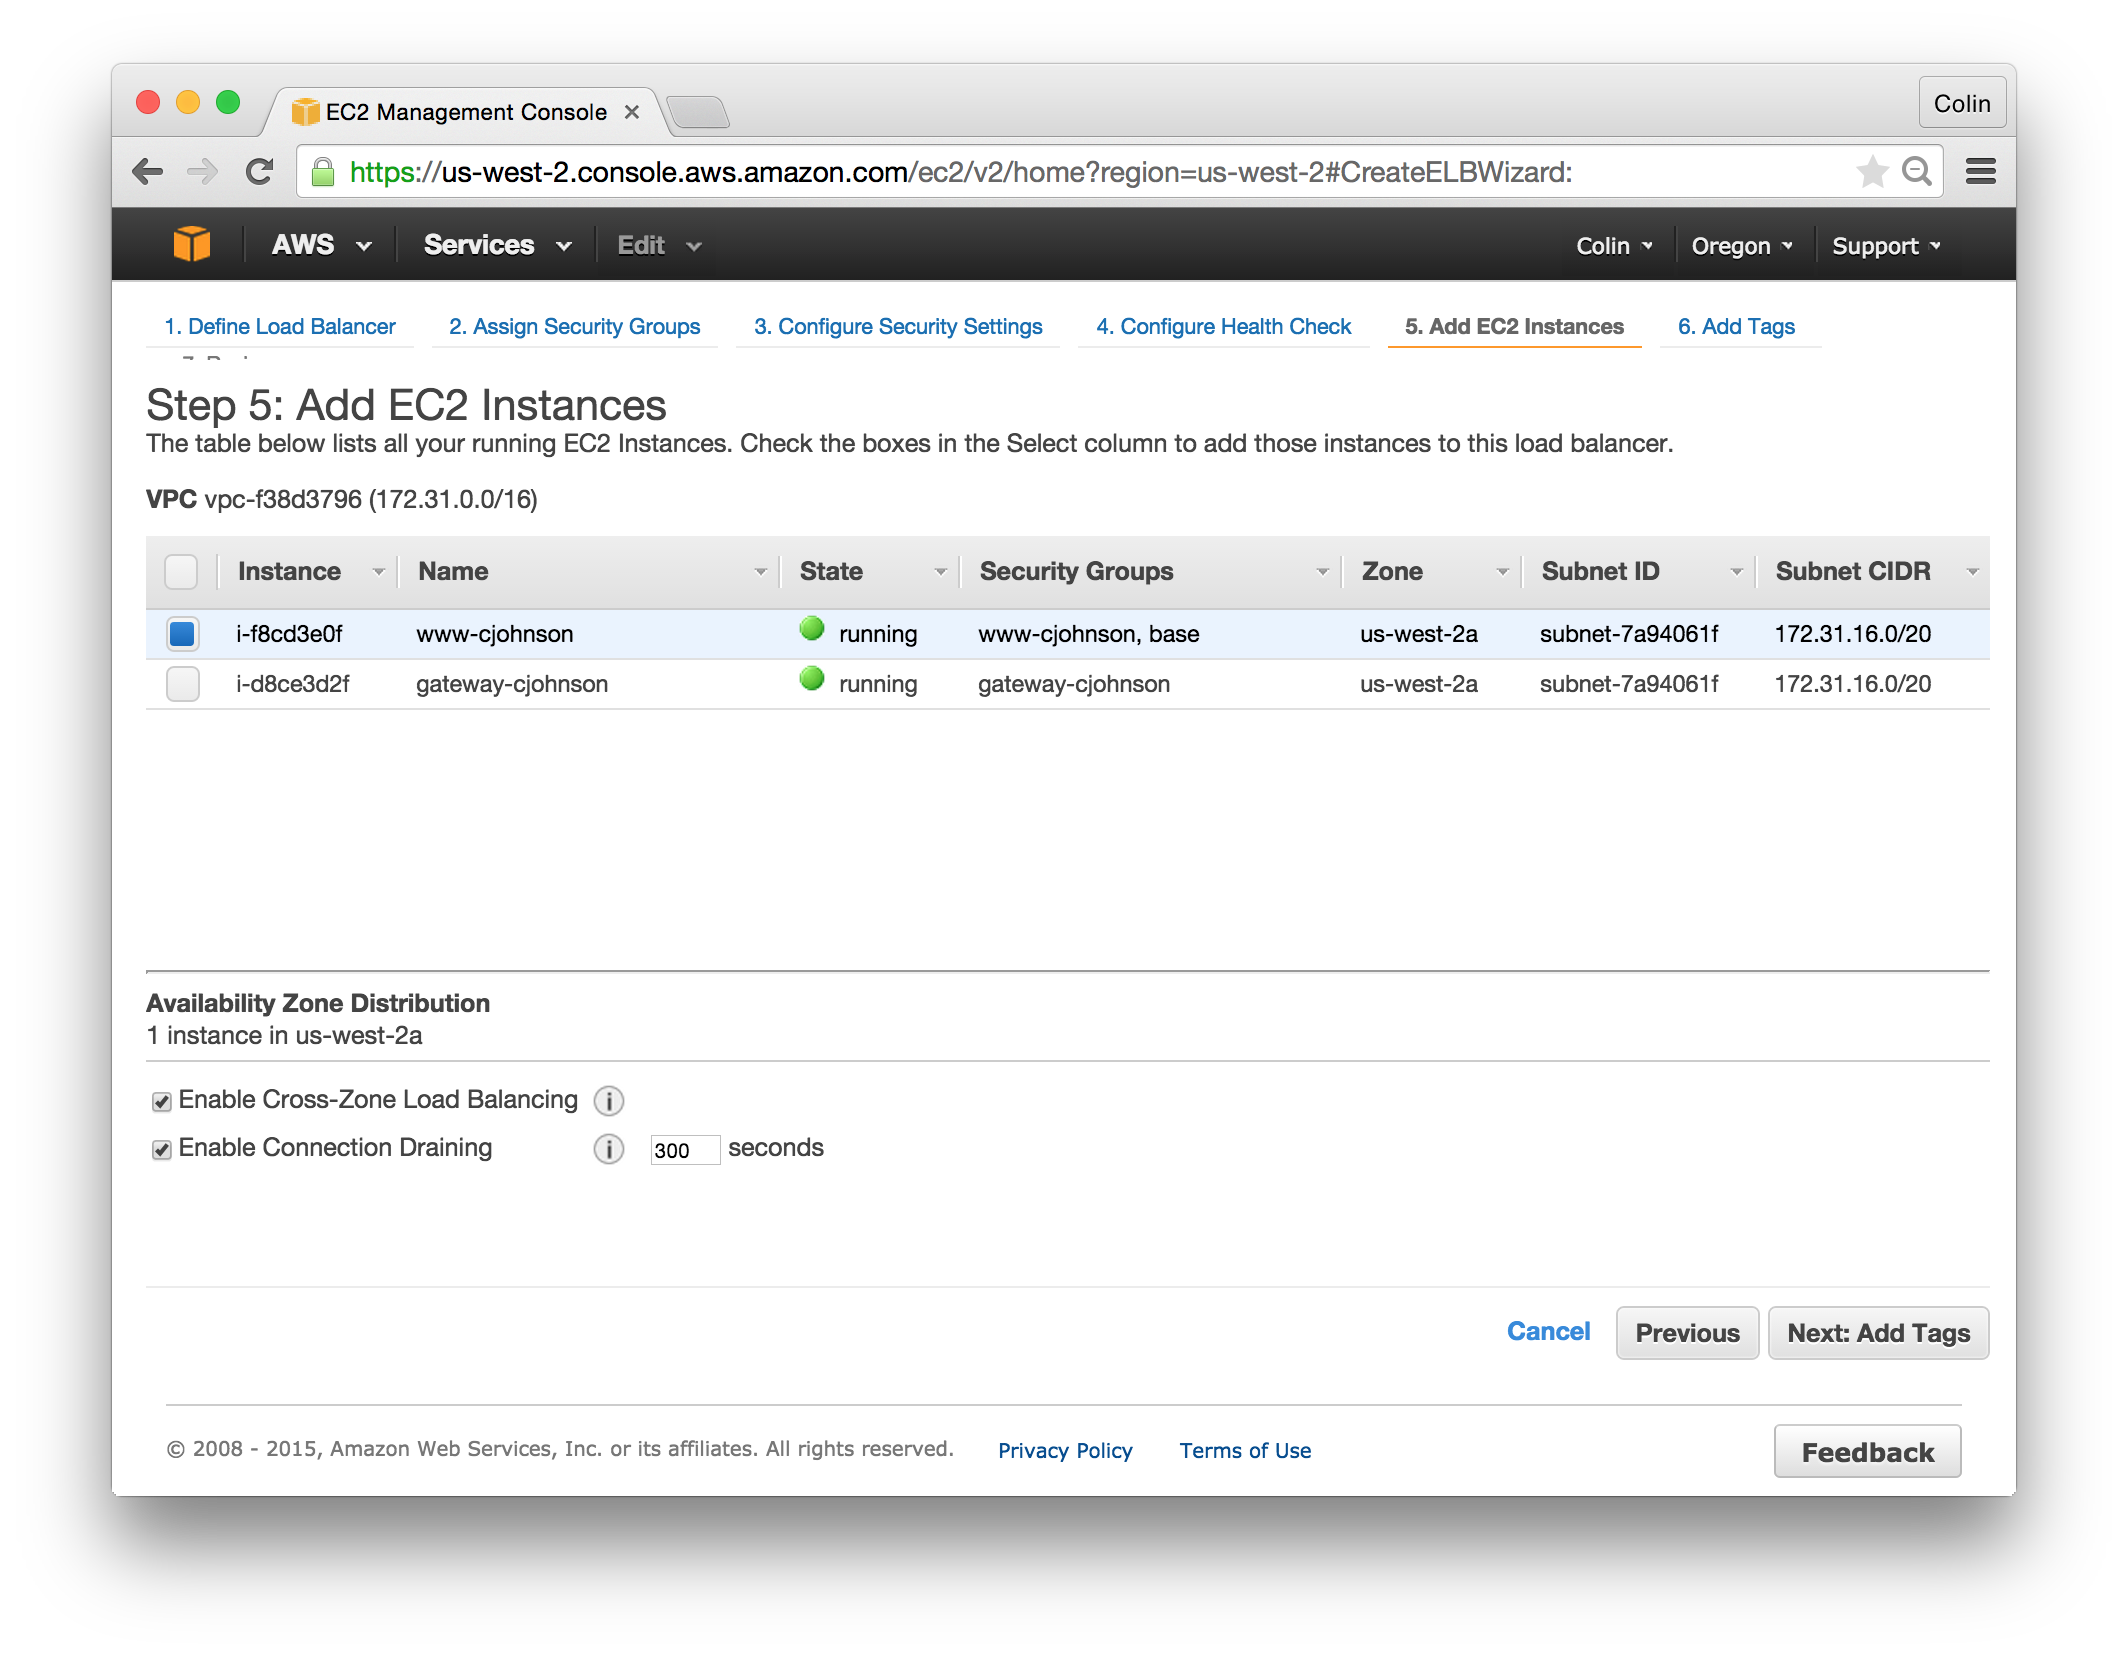 EC2 Management Console
Colin
https://us-west-2.console.aws.amazon.com/ec2/v2/home?region=us-west-2#CreateELBWizard:
AWS Services Edit Colin Oregon Support
1. Define Load Balancer 2. Assign Security Groups 3. Configure Security Settings 4. Configure Health Check 5. Add EC2 Instances 6. Add Tags
Step 5: Add EC2 Instances
The table below lists all your running EC2 Instances. Check the boxes in the Select column to add those instances to this load balancer.
VPC vpc-f38d3796 (172.31.0.0/16)
Instance Name State Security Groups Zone Subnet ID Subnet CIDR
i-f8cd3e0f www-cjohnson running www-cjohnson, base us-west-2a subnet-7a94061f 172.31.16.0/20
i-d8ce3d2f gateway-cjohnson running gateway-cjohnson us-west-2a subnet-7a94061f 172.31.16.0/20
Availability Zone Distribution
1 instance in us-west-2a
Enable Cross-Zone Load Balancing
Enable Connection Draining 300 seconds
Cancel Previous Next: Add Tags
© 2008 - 2015, Amazon Web Services, Inc. or its affiliates. All rights reserved. Privacy Policy Terms of Use Feedback